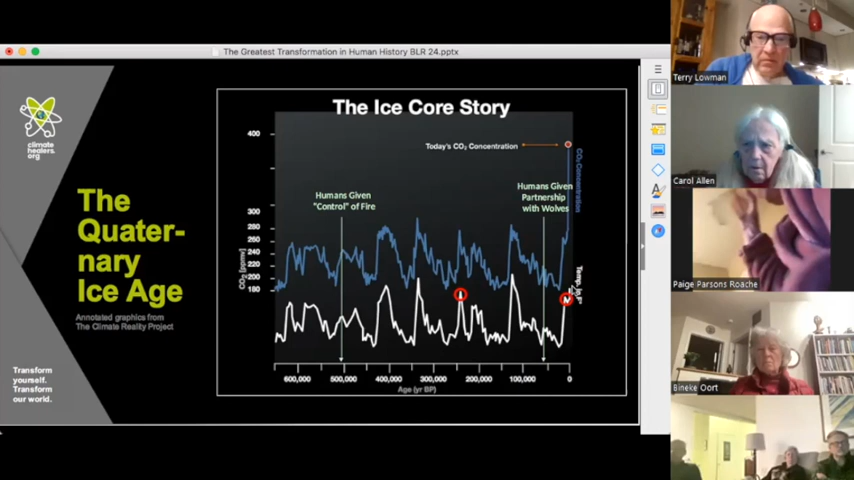 The Greatest Transformation in Human History BLR 24.pptx
climate
healers.
org
The
Quater-
nary
Ice Age
Annotated graphics from
The Climate Reality Project
Transform
yourself.
Transform
our world.
The Ice Core Story
400
300
280
260
240
220
200
180
CO₂ [ppmv]
Today's CO₂ Concentration
Humans Given
"Control" of Fire
Humans Given
Partnership
with Wolves
CO₂ Concentration
Temp. in F°
600,000
500,000
400,000
300,000
200,000
100,000
0
Age (yr BP)
Terry Lowman
Carol Allen
Paige Parsons Roache
Bineke Oort